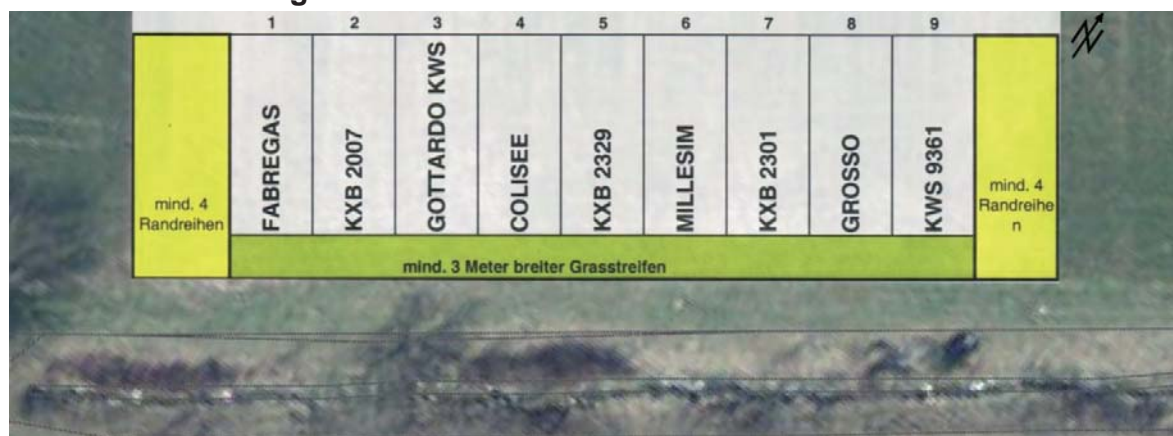 1 2 3 4 5 6 7 8 9
mind. 4
Randreihen
FABREGAS
KXB 2007
GOTTARDO KWS
COLISEE
KXB 2329
MILLESIM
KXB 2301
GROSSO
KWS 9361
mind. 4
Randreihe
n
mind. 3 Meter breiter Grasstreifen
N